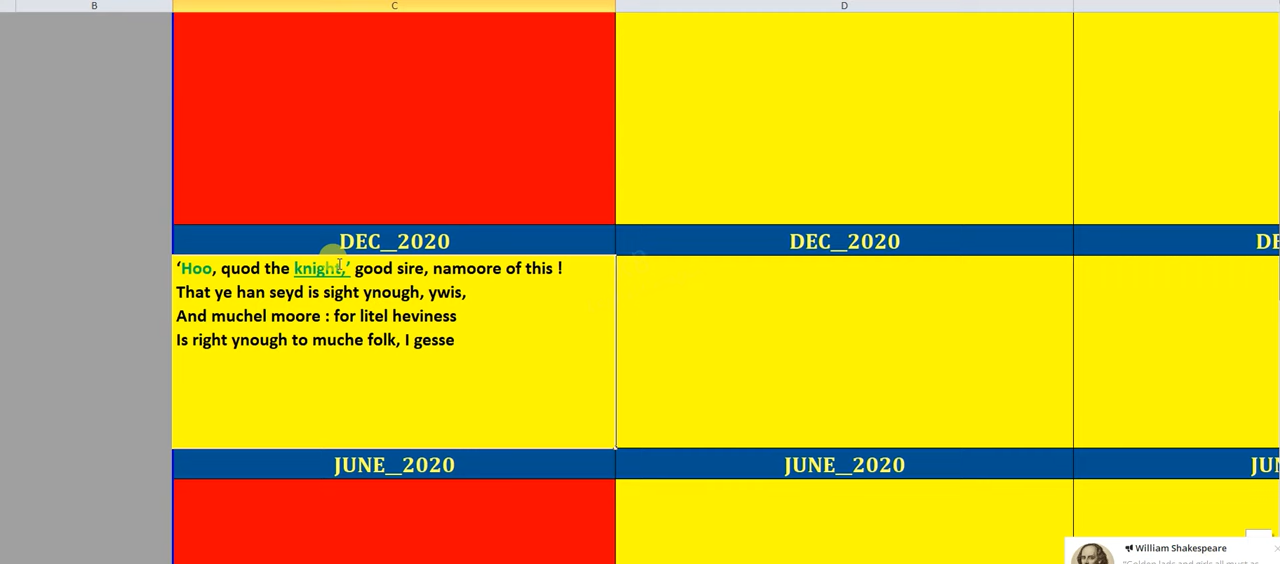 B C D
DEC_2020 DEC_2020
‘Hoo, quod the knight,’ good sire, namoore of this !
That ye han seyd is sight ynough, ywis,
And muchel moore : for litel heviness
Is right ynough to muche folk, I gesse
JUNE_2020 JUNE_2020
William Shakespeare